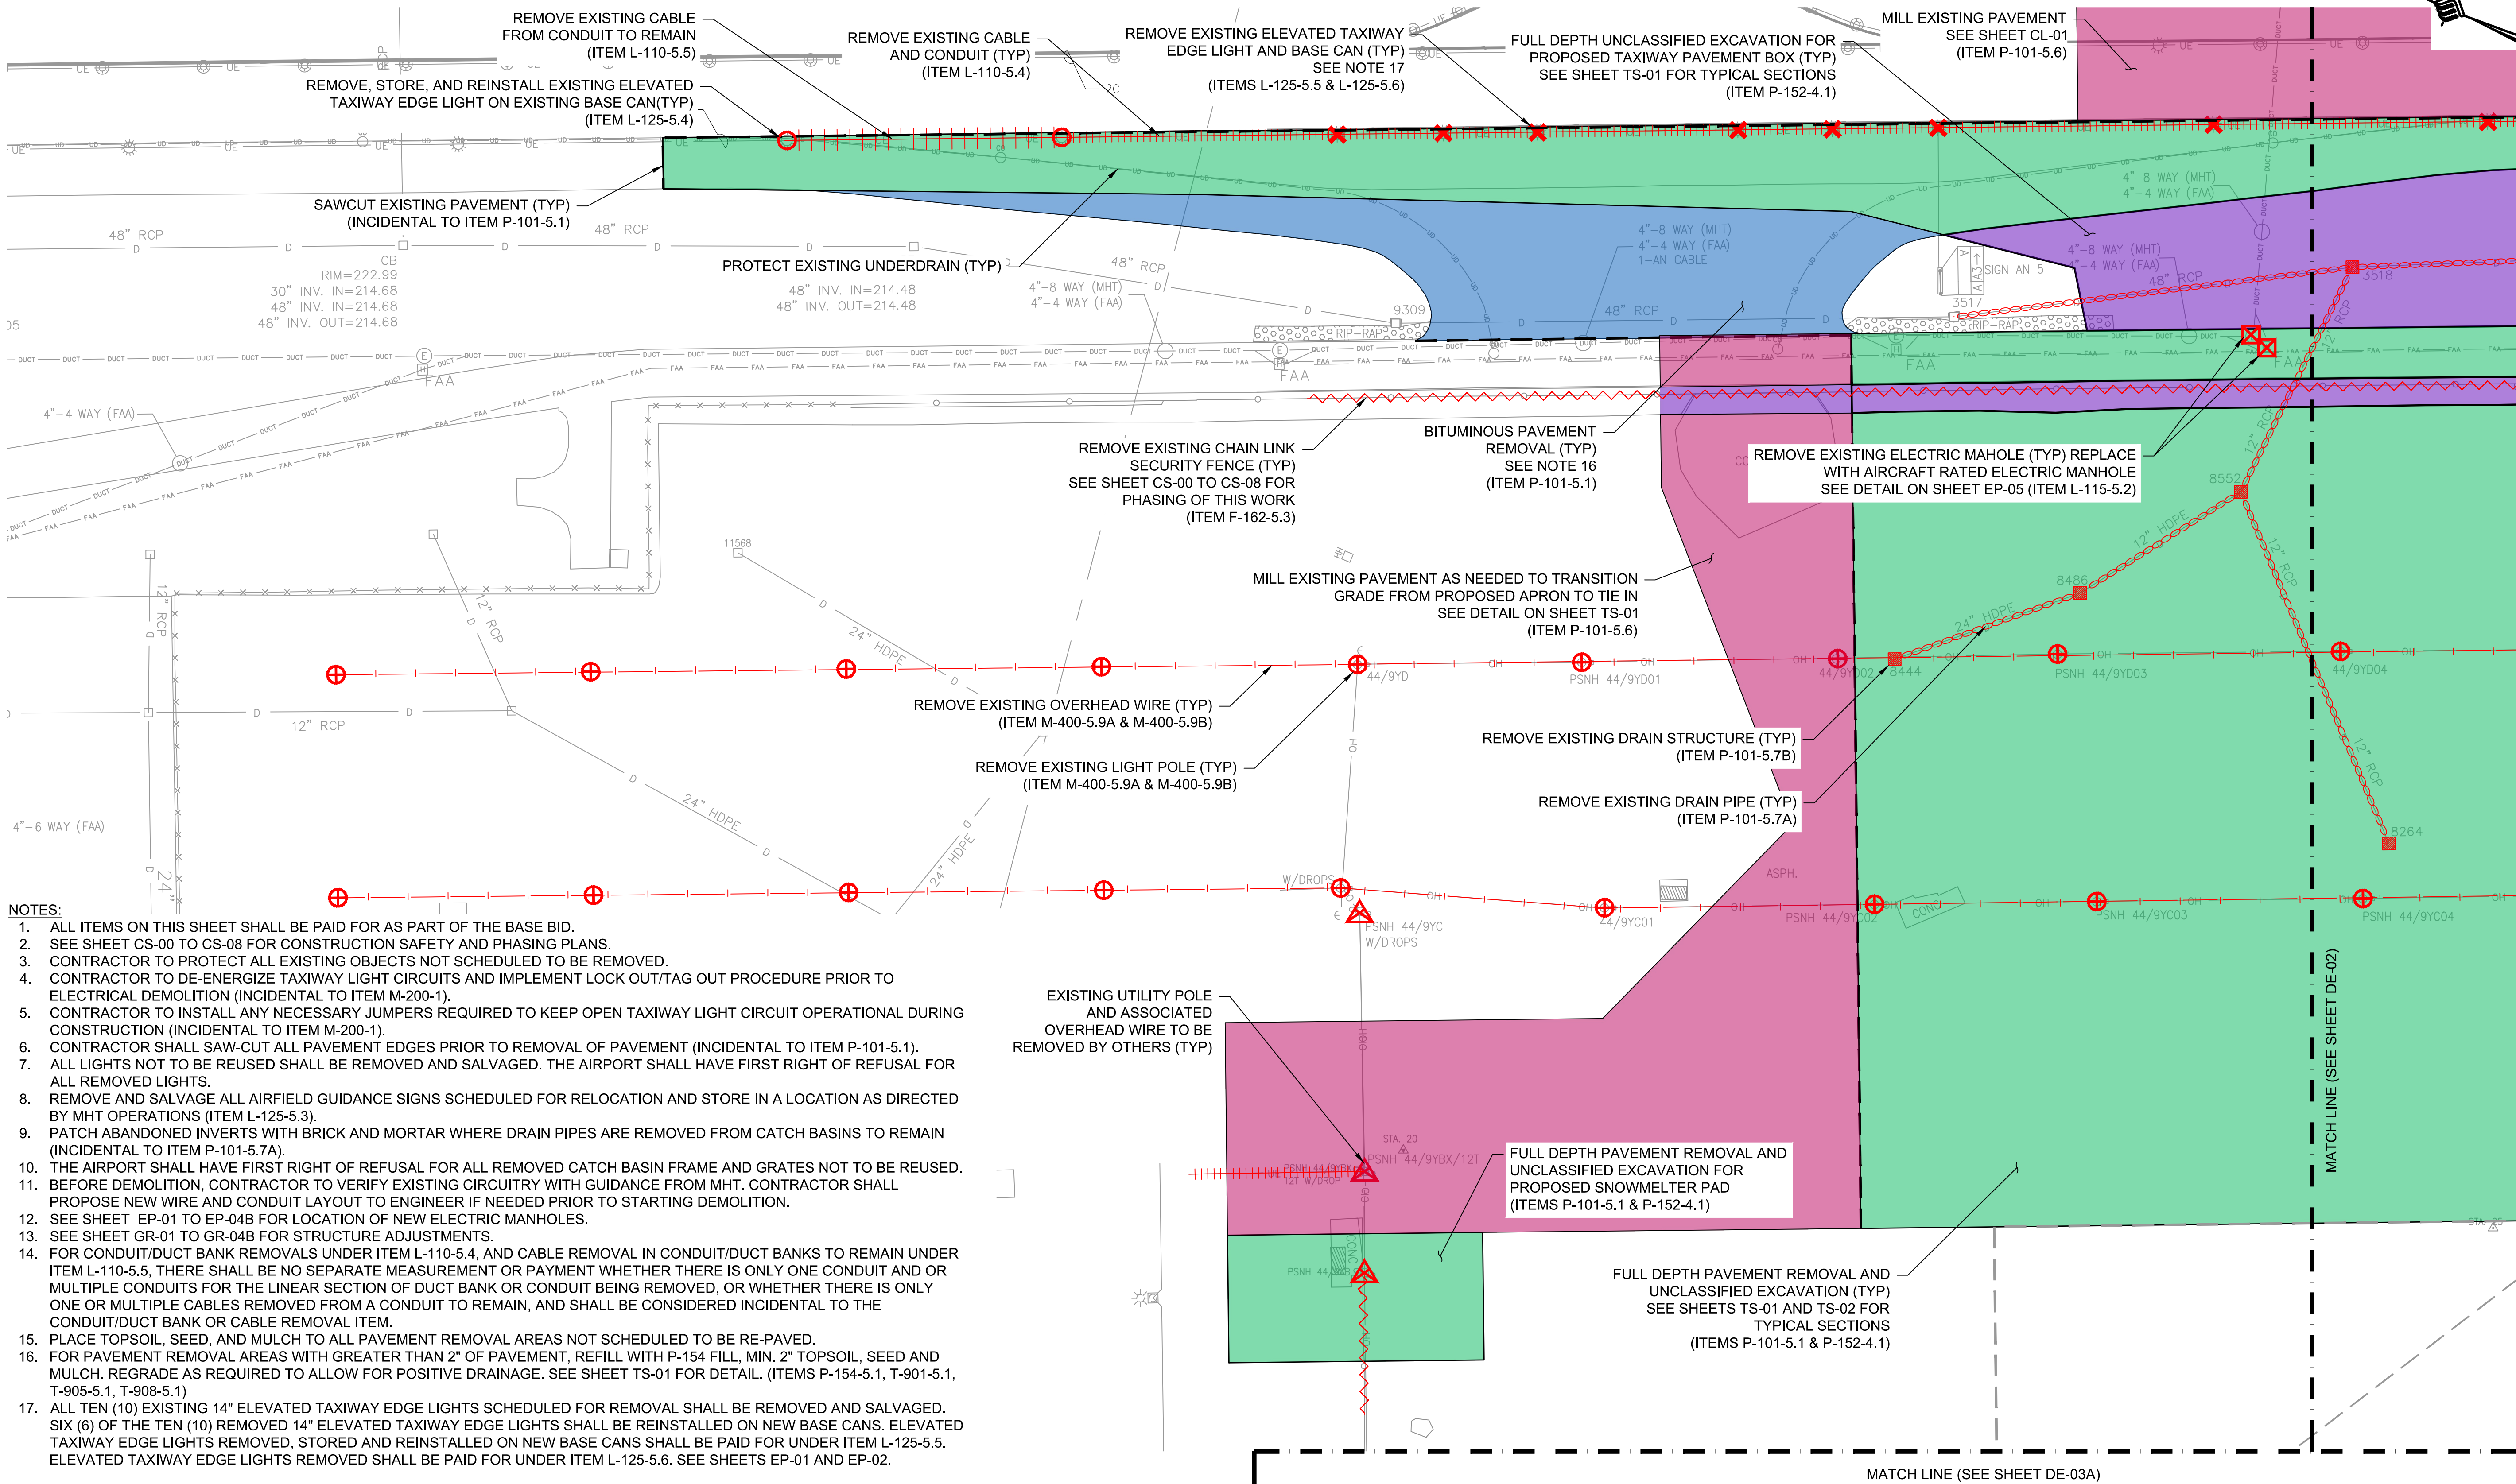 REMOVE EXISTING CABLE
FROM CONDUIT TO REMAIN
(ITEM L-110-5.5)
REMOVE EXISTING CABLE
AND CONDUIT (TYP)
(ITEM L-110-5.4)
REMOVE EXISTING ELEVATED TAXIWAY
EDGE LIGHT AND BASE CAN (TYP)
SEE NOTE 17
(ITEMS L-125-5.5 & L-125-5.6)
FULL DEPTH UNCLASSIFIED EXCAVATION FOR
PROPOSED TAXIWAY PAVEMENT BOX (TYP)
SEE SHEET TS-01 FOR TYPICAL SECTIONS
(ITEM P-152-4.1)
MILL EXISTING PAVEMENT
SEE SHEET CL-01
(ITEM P-101-5.6)
REMOVE, STORE, AND REINSTALL EXISTING ELEVATED
TAXIWAY EDGE LIGHT ON EXISTING BASE CAN(TYP)
(ITEM L-125-5.4)
2C
SAWCUT EXISTING PAVEMENT (TYP)
(INCIDENTAL TO ITEM P-101-5.1)
PROTECT EXISTING UNDERDRAIN (TYP)
48" RCP
48" RCP
CB
RIM=222.99
30" INV. IN=214.68
48" INV. IN=214.68
48" INV. OUT=214.68
48" INV. IN=214.48
48" INV. OUT=214.48
48" RCP
4"-8 WAY (MHT)
4"-4 WAY (FAA)
9309
RIP-RAP
48" RCP
4"-8 WAY (MHT)
4"-4 WAY (FAA)
1-AN CABLE
4"-8 WAY (MHT)
4"-4 WAY (FAA)
4"-8 WAY (MHT)
4"-4 WAY (FAA)
SIGN AN 5
A
A|A3→
3517
RIP-RAP
48" RCP
3518
12" RCP
FAA
FAA
FAA
FAA
4"-4 WAY (FAA)
REMOVE EXISTING CHAIN LINK
SECURITY FENCE (TYP)
SEE SHEET CS-00 TO CS-08 FOR
PHASING OF THIS WORK
(ITEM F-162-5.3)
BITUMINOUS PAVEMENT
REMOVAL (TYP)
SEE NOTE 16
(ITEM P-101-5.1)
REMOVE EXISTING ELECTRIC MAHOLE (TYP) REPLACE
WITH AIRCRAFT RATED ELECTRIC MANHOLE
SEE DETAIL ON SHEET EP-05 (ITEM L-115-5.2)
12" RCP
8552
12" HDPE
12" RCP
8486
24" HDPE
11568
12" RCP
12" RCP
24" HDPE
MILL EXISTING PAVEMENT AS NEEDED TO TRANSITION
GRADE FROM PROPOSED APRON TO TIE IN
SEE DETAIL ON SHEET TS-01
(ITEM P-101-5.6)
44/9YD
PSNH 44/9YD01
44/9YD02
8444
PSNH 44/9YD03
44/9YD04
REMOVE EXISTING OVERHEAD WIRE (TYP)
(ITEM M-400-5.9A & M-400-5.9B)
12" RCP
REMOVE EXISTING LIGHT POLE (TYP)
(ITEM M-400-5.9A & M-400-5.9B)
REMOVE EXISTING DRAIN STRUCTURE (TYP)
(ITEM P-101-5.7B)
REMOVE EXISTING DRAIN PIPE (TYP)
(ITEM P-101-5.7A)
12" RCP
8264
24" HDPE
24" HDPE
4"-6 WAY (FAA)
24"
W/DROPS
ASPH.
CONC
PSNH 44/9YC
W/DROPS
44/9YC01
PSNH 44/9YC02
PSNH 44/9YC03
PSNH 44/9YC04
NOTES:
1. ALL ITEMS ON THIS SHEET SHALL BE PAID FOR AS PART OF THE BASE BID.
2. SEE SHEET CS-00 TO CS-08 FOR CONSTRUCTION SAFETY AND PHASING PLANS.
3. CONTRACTOR TO PROTECT ALL EXISTING OBJECTS NOT SCHEDULED TO BE REMOVED.
4. CONTRACTOR TO DE-ENERGIZE TAXIWAY LIGHT CIRCUITS AND IMPLEMENT LOCK OUT/TAG OUT PROCEDURE PRIOR TO
ELECTRICAL DEMOLITION (INCIDENTAL TO ITEM M-200-1).
5. CONTRACTOR TO INSTALL ANY NECESSARY JUMPERS REQUIRED TO KEEP OPEN TAXIWAY LIGHT CIRCUIT OPERATIONAL DURING
CONSTRUCTION (INCIDENTAL TO ITEM M-200-1).
6. CONTRACTOR SHALL SAW-CUT ALL PAVEMENT EDGES PRIOR TO REMOVAL OF PAVEMENT (INCIDENTAL TO ITEM P-101-5.1).
7. ALL LIGHTS NOT TO BE REUSED SHALL BE REMOVED AND SALVAGED. THE AIRPORT SHALL HAVE FIRST RIGHT OF REFUSAL FOR
ALL REMOVED LIGHTS.
8. REMOVE AND SALVAGE ALL AIRFIELD GUIDANCE SIGNS SCHEDULED FOR RELOCATION AND STORE IN A LOCATION AS DIRECTED
BY MHT OPERATIONS (ITEM L-125-5.3).
9. PATCH ABANDONED INVERTS WITH BRICK AND MORTAR WHERE DRAIN PIPES ARE REMOVED FROM CATCH BASINS TO REMAIN
(INCIDENTAL TO ITEM P-101-5.7A).
10. THE AIRPORT SHALL HAVE FIRST RIGHT OF REFUSAL FOR ALL REMOVED CATCH BASIN FRAME AND GRATES NOT TO BE REUSED.
11. BEFORE DEMOLITION, CONTRACTOR TO VERIFY EXISTING CIRCUITRY WITH GUIDANCE FROM MHT. CONTRACTOR SHALL
PROPOSE NEW WIRE AND CONDUIT LAYOUT TO ENGINEER IF NEEDED PRIOR TO STARTING DEMOLITION.
12. SEE SHEET EP-01 TO EP-04B FOR LOCATION OF NEW ELECTRIC MANHOLES.
13. SEE SHEET GR-01 TO GR-04B FOR STRUCTURE ADJUSTMENTS.
14. FOR CONDUIT/DUCT BANK REMOVALS UNDER ITEM L-110-5.4, AND CABLE REMOVAL IN CONDUIT/DUCT BANKS TO REMAIN UNDER
ITEM L-110-5.5, THERE SHALL BE NO SEPARATE MEASUREMENT OR PAYMENT WHETHER THERE IS ONLY ONE CONDUIT AND OR
MULTIPLE CONDUITS FOR THE LINEAR SECTION OF DUCT BANK OR CONDUIT BEING REMOVED, OR WHETHER THERE IS ONLY
ONE OR MULTIPLE CABLES REMOVED FROM A CONDUIT TO REMAIN, AND SHALL BE CONSIDERED INCIDENTAL TO THE
CONDUIT/DUCT BANK OR CABLE REMOVAL ITEM.
15. PLACE TOPSOIL, SEED, AND MULCH TO ALL PAVEMENT REMOVAL AREAS NOT SCHEDULED TO BE RE-PAVED.
16. FOR PAVEMENT REMOVAL AREAS WITH GREATER THAN 2" OF PAVEMENT, REFILL WITH P-154 FILL, MIN. 2" TOPSOIL, SEED AND
MULCH. REGRADE AS REQUIRED TO ALLOW FOR POSITIVE DRAINAGE. SEE SHEET TS-01 FOR DETAIL. (ITEMS P-154-5.1, T-901-5.1,
T-905-5.1, T-908-5.1)
17. ALL TEN (10) EXISTING 14" ELEVATED TAXIWAY EDGE LIGHTS SCHEDULED FOR REMOVAL SHALL BE REMOVED AND SALVAGED.
SIX (6) OF THE TEN (10) REMOVED 14" ELEVATED TAXIWAY EDGE LIGHTS SHALL BE REINSTALLED ON NEW BASE CANS. ELEVATED
TAXIWAY EDGE LIGHTS REMOVED, STORED AND REINSTALLED ON NEW BASE CANS SHALL BE PAID FOR UNDER ITEM L-125-5.5.
ELEVATED TAXIWAY EDGE LIGHTS REMOVED SHALL BE PAID FOR UNDER ITEM L-125-5.6. SEE SHEETS EP-01 AND EP-02.
EXISTING UTILITY POLE
AND ASSOCIATED
OVERHEAD WIRE TO BE
REMOVED BY OTHERS (TYP)
STA. 20
PSNH 44/9YBX/12T
12T W/DROP
CONC
FULL DEPTH PAVEMENT REMOVAL AND
UNCLASSIFIED EXCAVATION FOR
PROPOSED SNOWMELTER PAD
(ITEMS P-101-5.1 & P-152-4.1)
FULL DEPTH PAVEMENT REMOVAL AND
UNCLASSIFIED EXCAVATION (TYP)
SEE SHEETS TS-01 AND TS-02 FOR
TYPICAL SECTIONS
(ITEMS P-101-5.1 & P-152-4.1)
MATCH LINE (SEE SHEET DE-02)
MATCH LINE (SEE SHEET DE-03A)